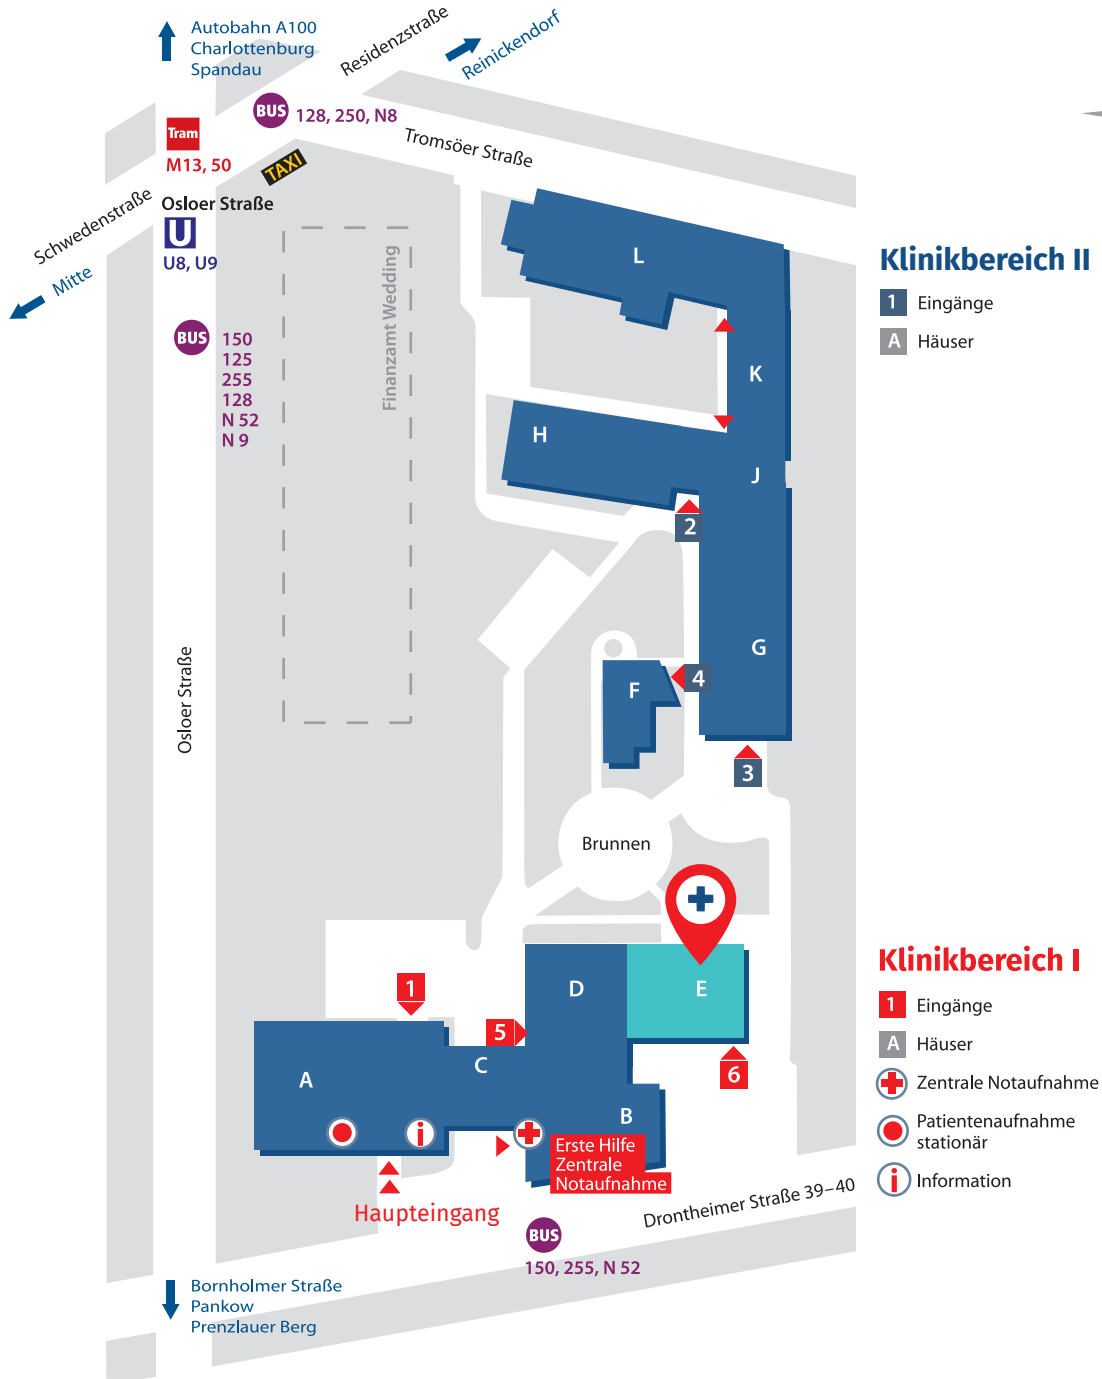 Autobahn A100
Charlottenburg
Spandau
Residenzstraße
Reinickendorf
BUS
128, 250, N8
Tram
M13, 50
TAXI
Tromsöer Straße
Schwedenstraße
Osloer Straße
U
U8, U9
Mitte
BUS
150
125
255
128
N 52
N 9
Finanzamt Wedding
L
K
H
J
2
G
F
4
3
Osloer Straße
Brunnen
Klinikbereich II
1 Eingänge
A Häuser
D
E
1
5
C
A
6
B
i
Erste Hilfe
Zentrale
Notaufnahme
Haupteingang
Drontheimer Straße 39–40
BUS
150, 255, N 52
Bornholmer Straße
Pankow
Prenzlauer Berg
Klinikbereich I
1 Eingänge
A Häuser
Zentrale Notaufnahme
Patientenaufnahme
stationär
i Information